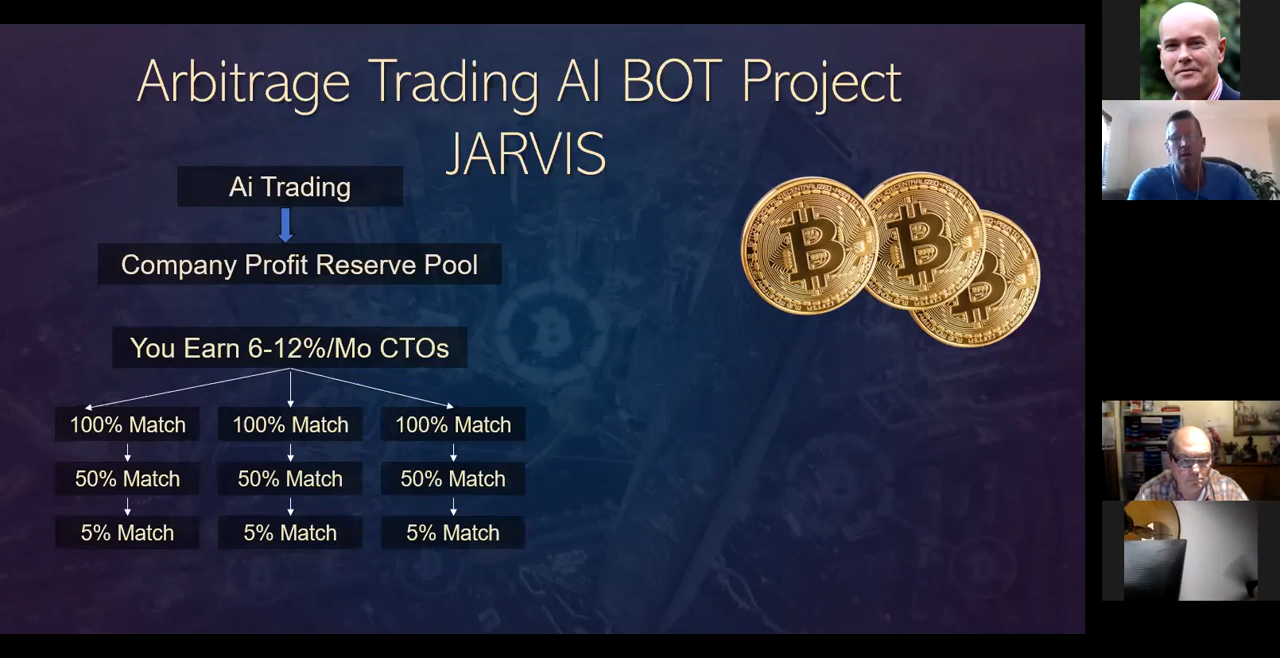 Arbitrage Trading AI BOT Project
JARVIS
Ai Trading
Company Profit Reserve Pool
You Earn 6-12%/Mo CTOs
100% Match 100% Match 100% Match
50% Match 50% Match 50% Match
5% Match 5% Match 5% Match